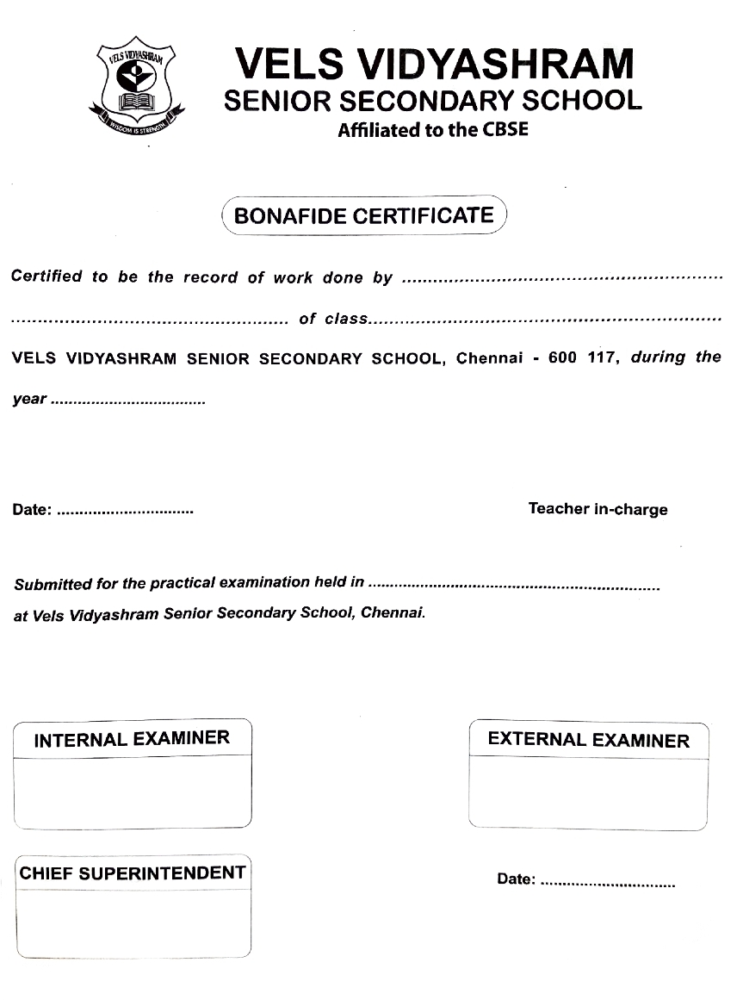 VELS VIDYASHRAM
WISDOM IS STRENGTH
VELS VIDYASHRAM
SENIOR SECONDARY SCHOOL
Affiliated to the CBSE
BONAFIDE CERTIFICATE
Certified to be the record of work done by ..............................................................
..................................................... of class.....................................................................
VELS VIDYASHRAM SENIOR SECONDARY SCHOOL, Chennai - 600 117, during the
year ...................................
Date: ...............................
Teacher in-charge
Submitted for the practical examination held in ..................................................................
at Vels Vidyashram Senior Secondary School, Chennai.
INTERNAL EXAMINER
EXTERNAL EXAMINER
CHIEF SUPERINTENDENT
Date: ...............................